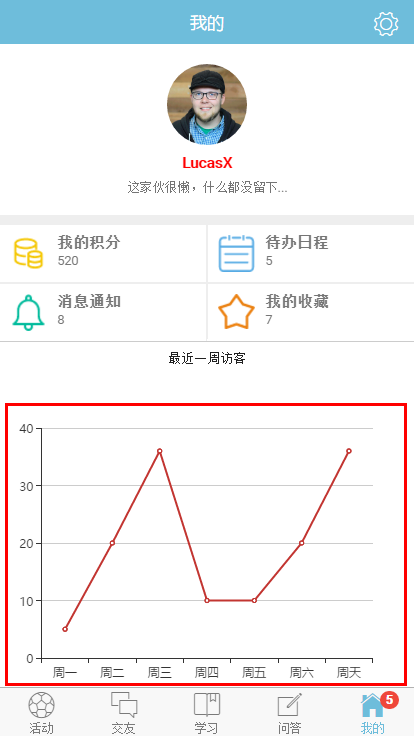 我的
LucasX
这家伙很懒，什么都没留下...
我的积分
520
待办日程
5
消息通知
8
我的收藏
7
最近一周访客
40
30
20
10
0
周一 周二 周三 周四 周五 周六 周天
活动 交友 学习 问答 我的
5